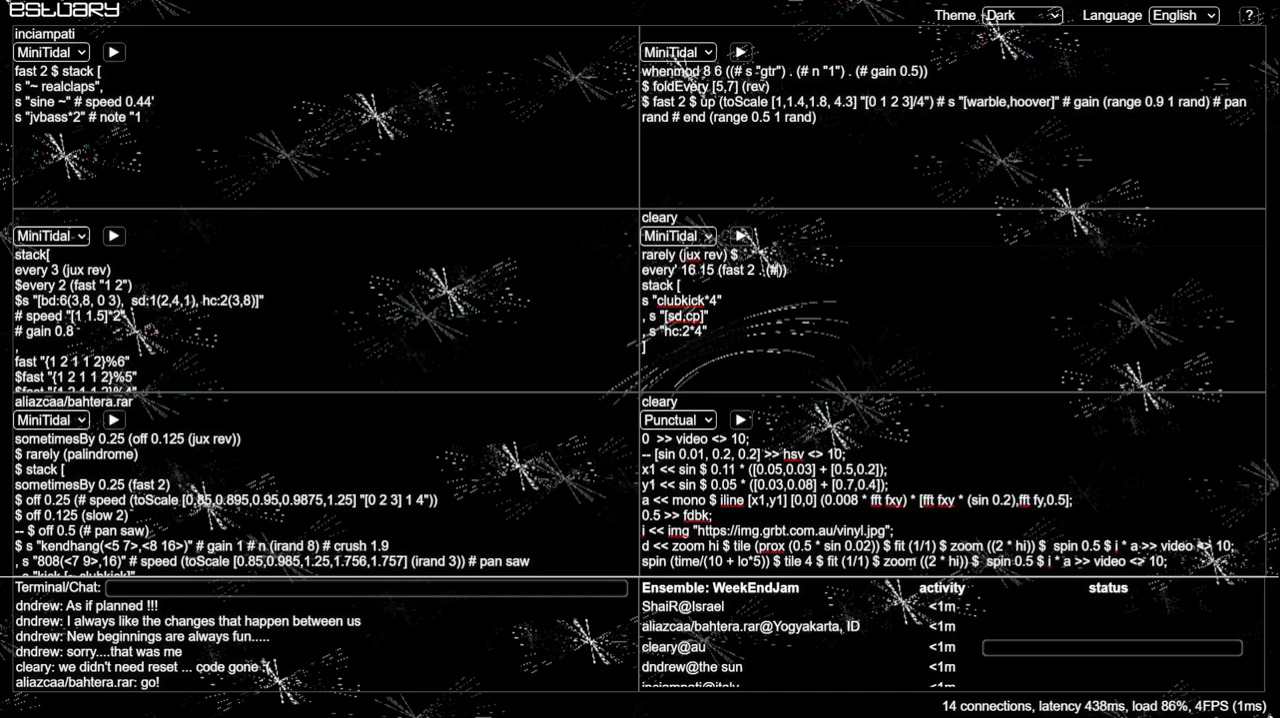 estuary
Theme Dark Language English ?
inciampati
MiniTidal
fast 2 $ stack [
s "~ realclaps",
s "sine ~" # speed 0.44'
s "jvbass*2" # note "1
MiniTidal
whenmod 8 6 ((# s "gtr") . (# n "1") . (# gain 0.5))
$ foldEvery [5,7] (rev)
$ fast 2 $ up (toScale [1,1.4,1.8, 4.3] "[0 1 2 3]/4") # s "[warble,hoover]" # gain (range 0.9 1 rand) # pan
rand # end (range 0.5 1 rand)
MiniTidal
stack[
every 3 (jux rev)
$every 2 (fast "1 2")
$s "[bd:6(3,8, 0 3),  sd:1(2,4,1), hc:2(3,8)]"
# speed "[1 1.5]*2"
# gain 0.8
,
fast "{1 2 1 1 2}%6"
$fast "{1 2 1 1 2}%5"
$fast "{1 2 1 1 2}%4"
cleary
MiniTidal
rarely (jux rev) $
every' 16 15 (fast 2 . (#))
stack [
s "clubkick*4"
, s "[sd,cp]"
, s "hc:2*4"
]
aliazcaa/bahtera.rar
MiniTidal
sometimesBy 0.25 (off 0.125 (jux rev))
$ rarely (palindrome)
$ stack [
sometimesBy 0.25 (fast 2)
$ off 0.25 (# speed (toScale [0.85,0.895,0.95,0.9875,1.25] "[0 2 3] 1 4"))
$ off 0.125 (slow 2)
-- $ off 0.5 (# pan saw)
$ s "kendhang(<5 7>,<8 16>)" # gain 1 # n (irand 8) # crush 1.9
, s "808(<7 9>,16)" # speed (toScale [0.85,0.985,1.25,1.756,1.757] (irand 3)) # pan saw
, s "kick [~ clubkick]"
cleary
Punctual
0  >> video <> 10;
-- [sin 0.01, 0.2, 0.2] >> hsv <> 10;
x1 << sin $ 0.11 * ([0.05,0.03] + [0.5,0.2]);
y1 << sin $ 0.05 * ([0.03,0.08] + [0.7,0.4]);
a << mono $ iline [x1,y1] [0,0] (0.008 * fft fxy) * [fft fxy * (sin 0.2),fft fy,0.5];
0.5 >> fdbk;
i << img "https://img.grbt.com.au/vinyl.jpg";
d << zoom hi $ tile (prox (0.5 * sin 0.02)) $ fit (1/1) $ zoom ((2 * hi)) $  spin 0.5 $ i * a >> video <> 10;
spin (time/(10 + lo*5)) $ tile 4 $ fit (1/1) $ zoom ((2 * hi)) $  spin 0.5 $ i * a >> video <> 10;
Terminal/Chat:
dndrew: As if planned !!!
dndrew: I always like the changes that happen between us
dndrew: New beginnings are always fun.....
dndrew: sorry....that was me
cleary: we didn't need reset ... code gone :(
aliazcaa/bahtera.rar: go!
Ensemble: WeekEndJam activity status
ShaiR@Israel <1m
aliazcaa/bahtera.rar@Yogyakarta, ID <1m
cleary@au <1m
dndrew@the sun <1m
inciampati@italy <1m
14 connections, latency 438ms, load 86%, 4FPS (1ms)